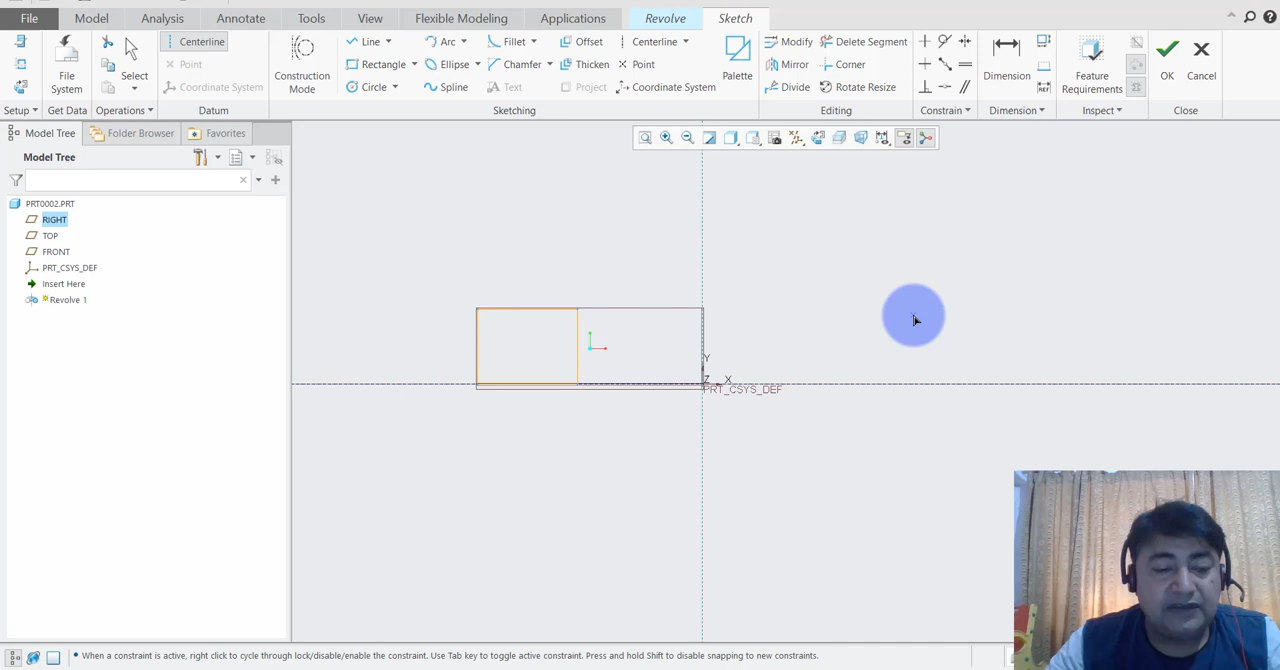 File Model Analysis Annotate Tools View Flexible Modeling Applications Revolve Sketch
Centerline Line Arc Fillet Offset Centerline Modify Delete Segment
Point Rectangle Ellipse Chamfer Thicken Point Mirror Corner
Coordinate System Circle Spline Text Project Coordinate System Divide Rotate Resize
File System
Select
Construction Mode
Palette
Dimension
Feature Requirements
OK Cancel
Setup Get Data Operations Datum Sketching Editing Constrain Dimension Inspect Close
Model Tree Folder Browser Favorites
Model Tree
PRT0002.PRT
RIGHT
TOP
FRONT
PRT_CSYS_DEF
Insert Here
Revolve 1
Y
Z X
PRT_CSYS_DEF
• When a constraint is active, right click to cycle through lock/disable/enable the constraint. Use Tab key to toggle active constraint. Press and hold Shift to disable snapping to new constraints.